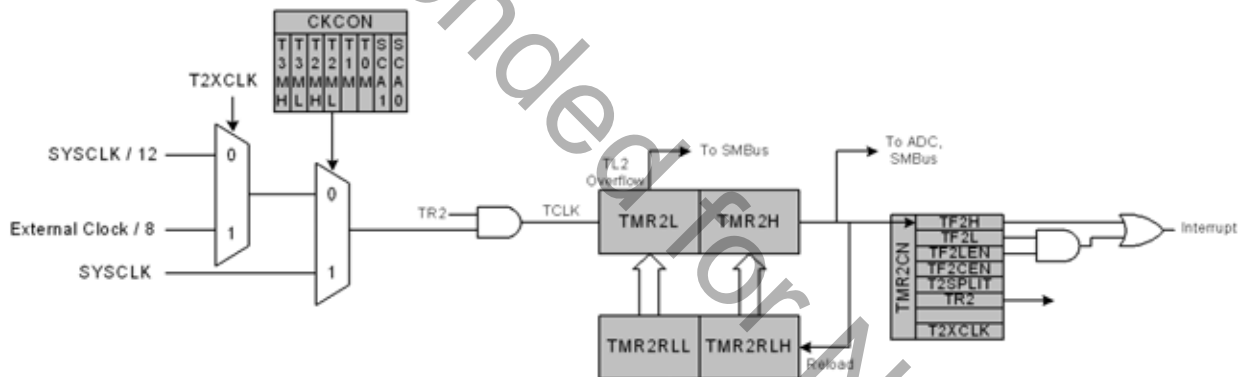 CKCON
T3MH T3ML T2MH T2ML T1M T0M SCA1 SCA0
T2XCLK
SYSCLK / 12
0
External Clock / 8
1
SYSCLK
0
1
TR2
TCLK
TL2
Overflow
To SMBus
To ADC,
SMBus
TMR2L TMR2H
TMR2RLL TMR2RLH
Reload
TMR2CN
TF2H
TF2L
TF2LEN
TF2CEN
T2SPLIT
TR2
T2XCLK
Interrupt
nded for N